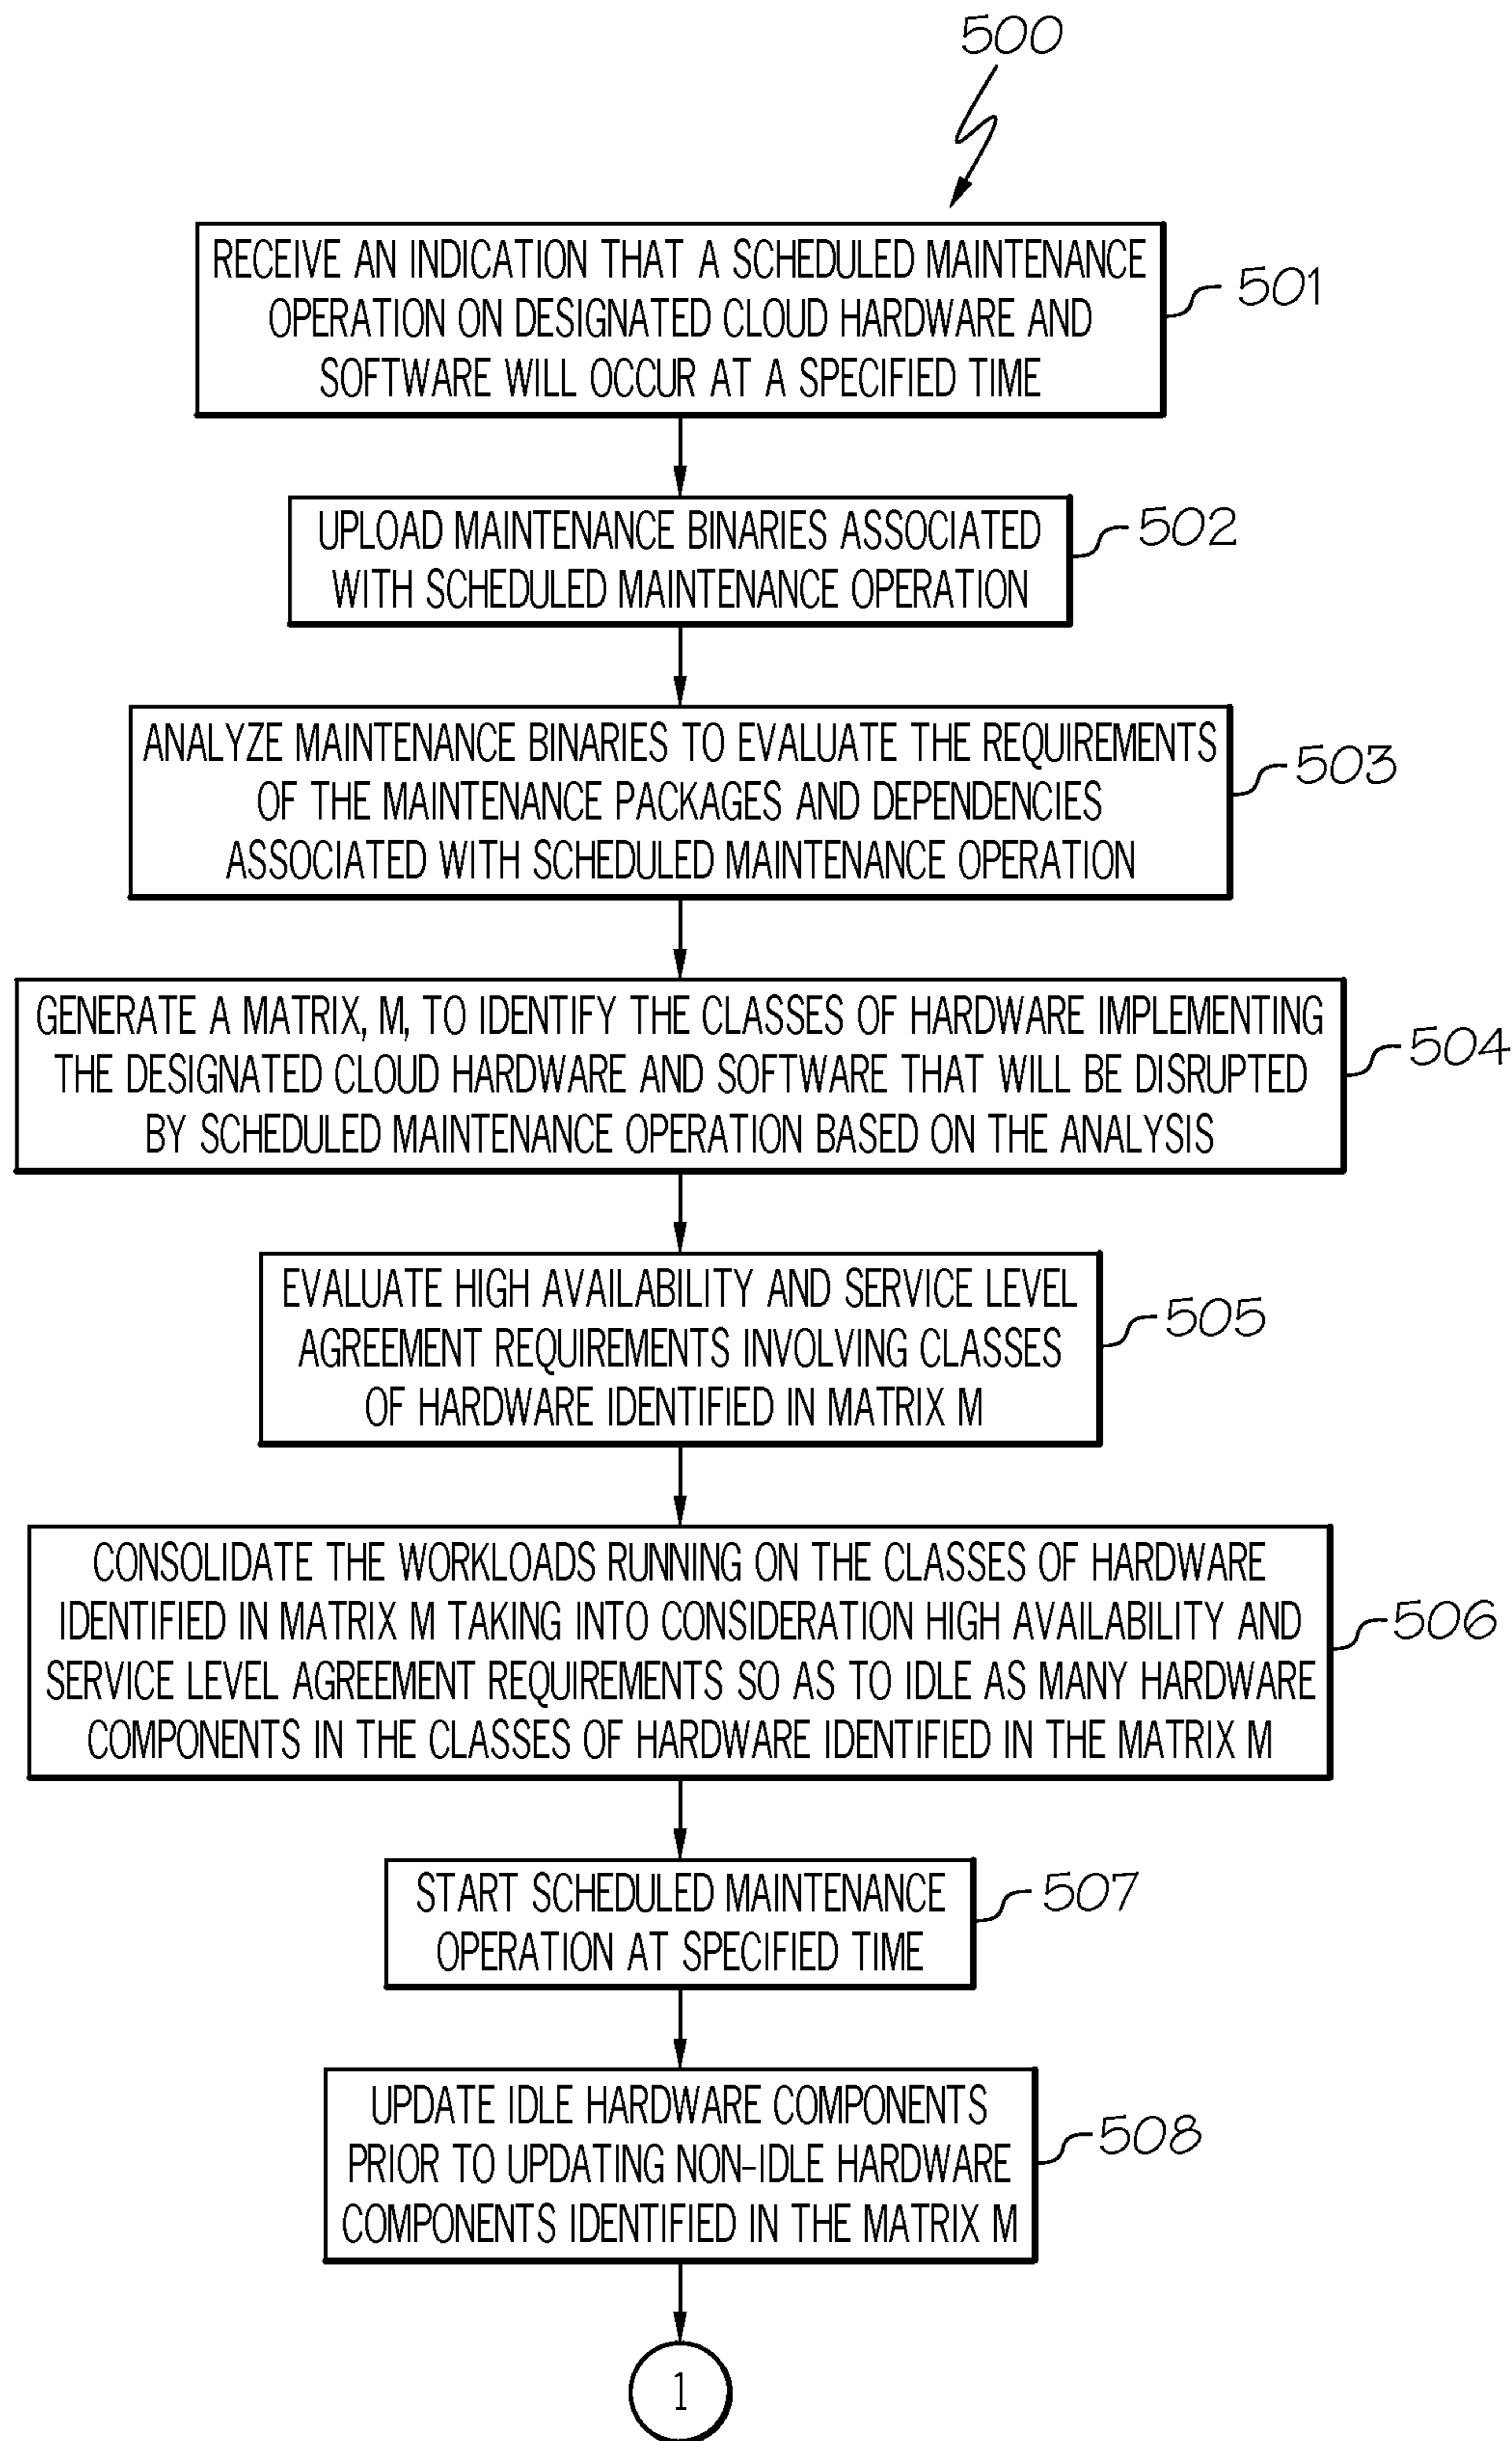 500
RECEIVE AN INDICATION THAT A SCHEDULED MAINTENANCE
OPERATION ON DESIGNATED CLOUD HARDWARE AND
SOFTWARE WILL OCCUR AT A SPECIFIED TIME
501
UPLOAD MAINTENANCE BINARIES ASSOCIATED
WITH SCHEDULED MAINTENANCE OPERATION
502
ANALYZE MAINTENANCE BINARIES TO EVALUATE THE REQUIREMENTS
OF THE MAINTENANCE PACKAGES AND DEPENDENCIES
ASSOCIATED WITH SCHEDULED MAINTENANCE OPERATION
503
GENERATE A MATRIX, M, TO IDENTIFY THE CLASSES OF HARDWARE IMPLEMENTING
THE DESIGNATED CLOUD HARDWARE AND SOFTWARE THAT WILL BE DISRUPTED
BY SCHEDULED MAINTENANCE OPERATION BASED ON THE ANALYSIS
504
EVALUATE HIGH AVAILABILITY AND SERVICE LEVEL
AGREEMENT REQUIREMENTS INVOLVING CLASSES
OF HARDWARE IDENTIFIED IN MATRIX M
505
CONSOLIDATE THE WORKLOADS RUNNING ON THE CLASSES OF HARDWARE
IDENTIFIED IN MATRIX M TAKING INTO CONSIDERATION HIGH AVAILABILITY AND
SERVICE LEVEL AGREEMENT REQUIREMENTS SO AS TO IDLE AS MANY HARDWARE
COMPONENTS IN THE CLASSES OF HARDWARE IDENTIFIED IN THE MATRIX M
506
START SCHEDULED MAINTENANCE
OPERATION AT SPECIFIED TIME
507
UPDATE IDLE HARDWARE COMPONENTS
PRIOR TO UPDATING NON-IDLE HARDWARE
COMPONENTS IDENTIFIED IN THE MATRIX M
508
1